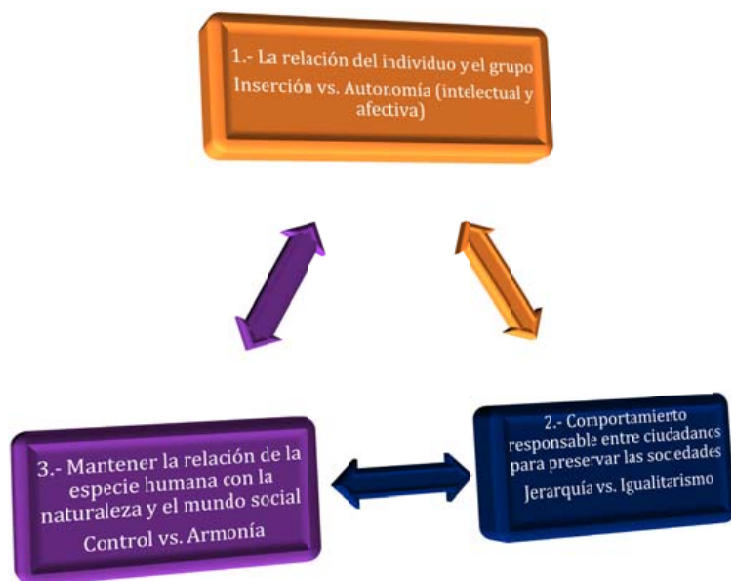 1.- La relación del individuo y el grupo
Inserción vs. Autonomía (intelectual y
afectiva)
2.- Comportamiento
responsable entre ciudadanos
para preservar las sociedades
Jerarquía vs. Igualitarismo
3.- Mantener la relación de la
especie humana con la
naturaleza y el mundo social
Control vs. Armonía